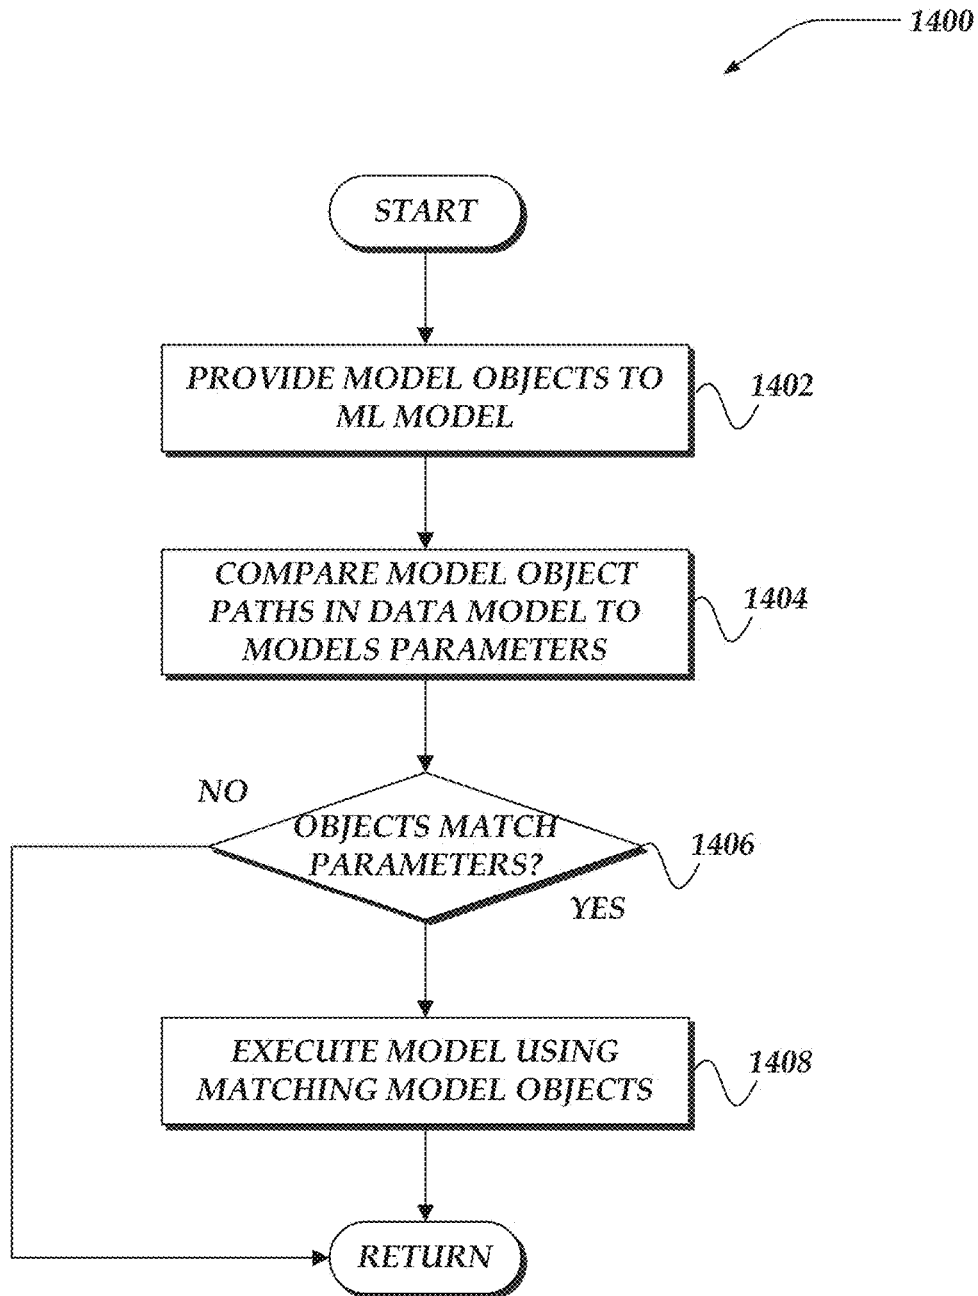 1400
START
PROVIDE MODEL OBJECTS TO
ML MODEL
1402
COMPARE MODEL OBJECT
PATHS IN DATA MODEL TO
MODELS PARAMETERS
1404
NO
OBJECTS MATCH
PARAMETERS?
1406
YES
EXECUTE MODEL USING
MATCHING MODEL OBJECTS
1408
RETURN